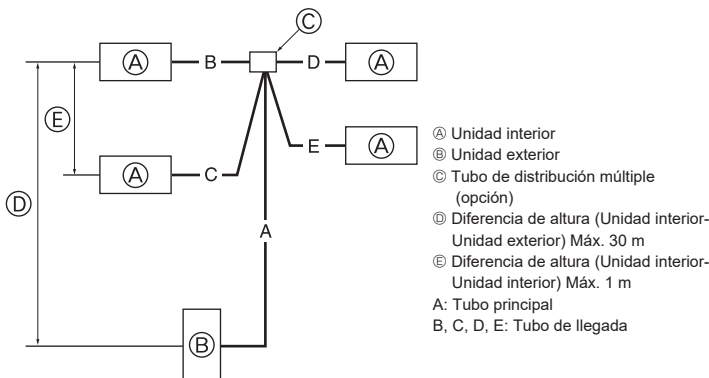 Ⓒ
Ⓐ B D Ⓐ
Ⓔ
Ⓐ C E Ⓐ
Ⓓ
A
Ⓑ
Ⓐ Unidad interior
Ⓑ Unidad exterior
Ⓒ Tubo de distribución múltiple
(opción)
Ⓓ Diferencia de altura (Unidad interior-
Unidad exterior) Máx. 30 m
Ⓔ Diferencia de altura (Unidad interior-
Unidad interior) Máx. 1 m
A: Tubo principal
B, C, D, E: Tubo de llegada